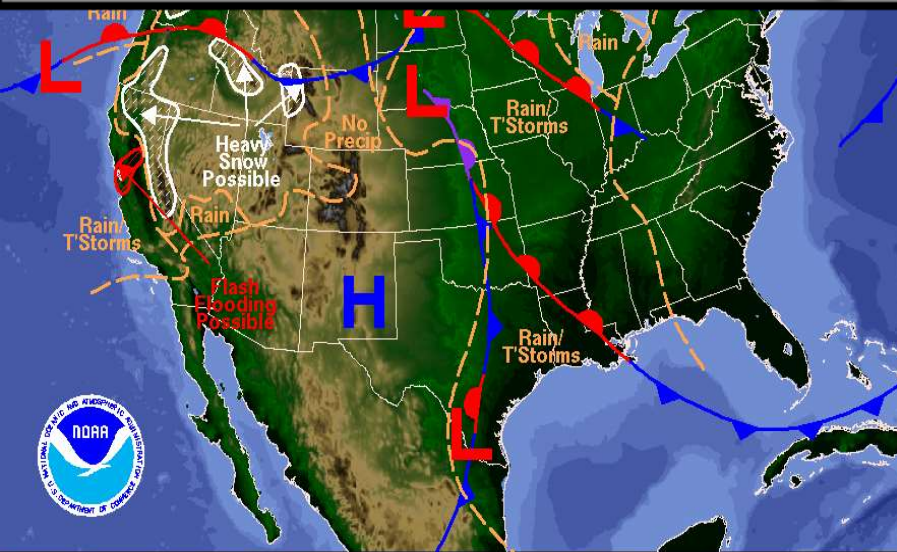 Rain
L
L
L
Rain
Rain/
T'Storms
No
Precip
Heavy
Snow
Possible
Rain
Rain/
T'Storms
Flash
Flooding
Possible
H
Rain/
T'Storms
L
NATIONAL OCEANIC AND ATMOSPHERIC ADMINISTRATION
NOAA
U.S. DEPARTMENT OF COMMERCE